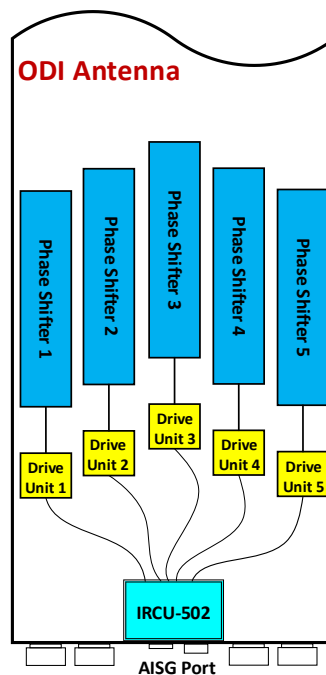 ODI Antenna
Phase Shifter 1
Phase Shifter 2
Phase Shifter 3
Phase Shifter 4
Phase Shifter 5
Drive
Unit 1
Drive
Unit 2
Drive
Unit 3
Drive
Unit 4
Drive
Unit 5
IRCU-502
AISG Port